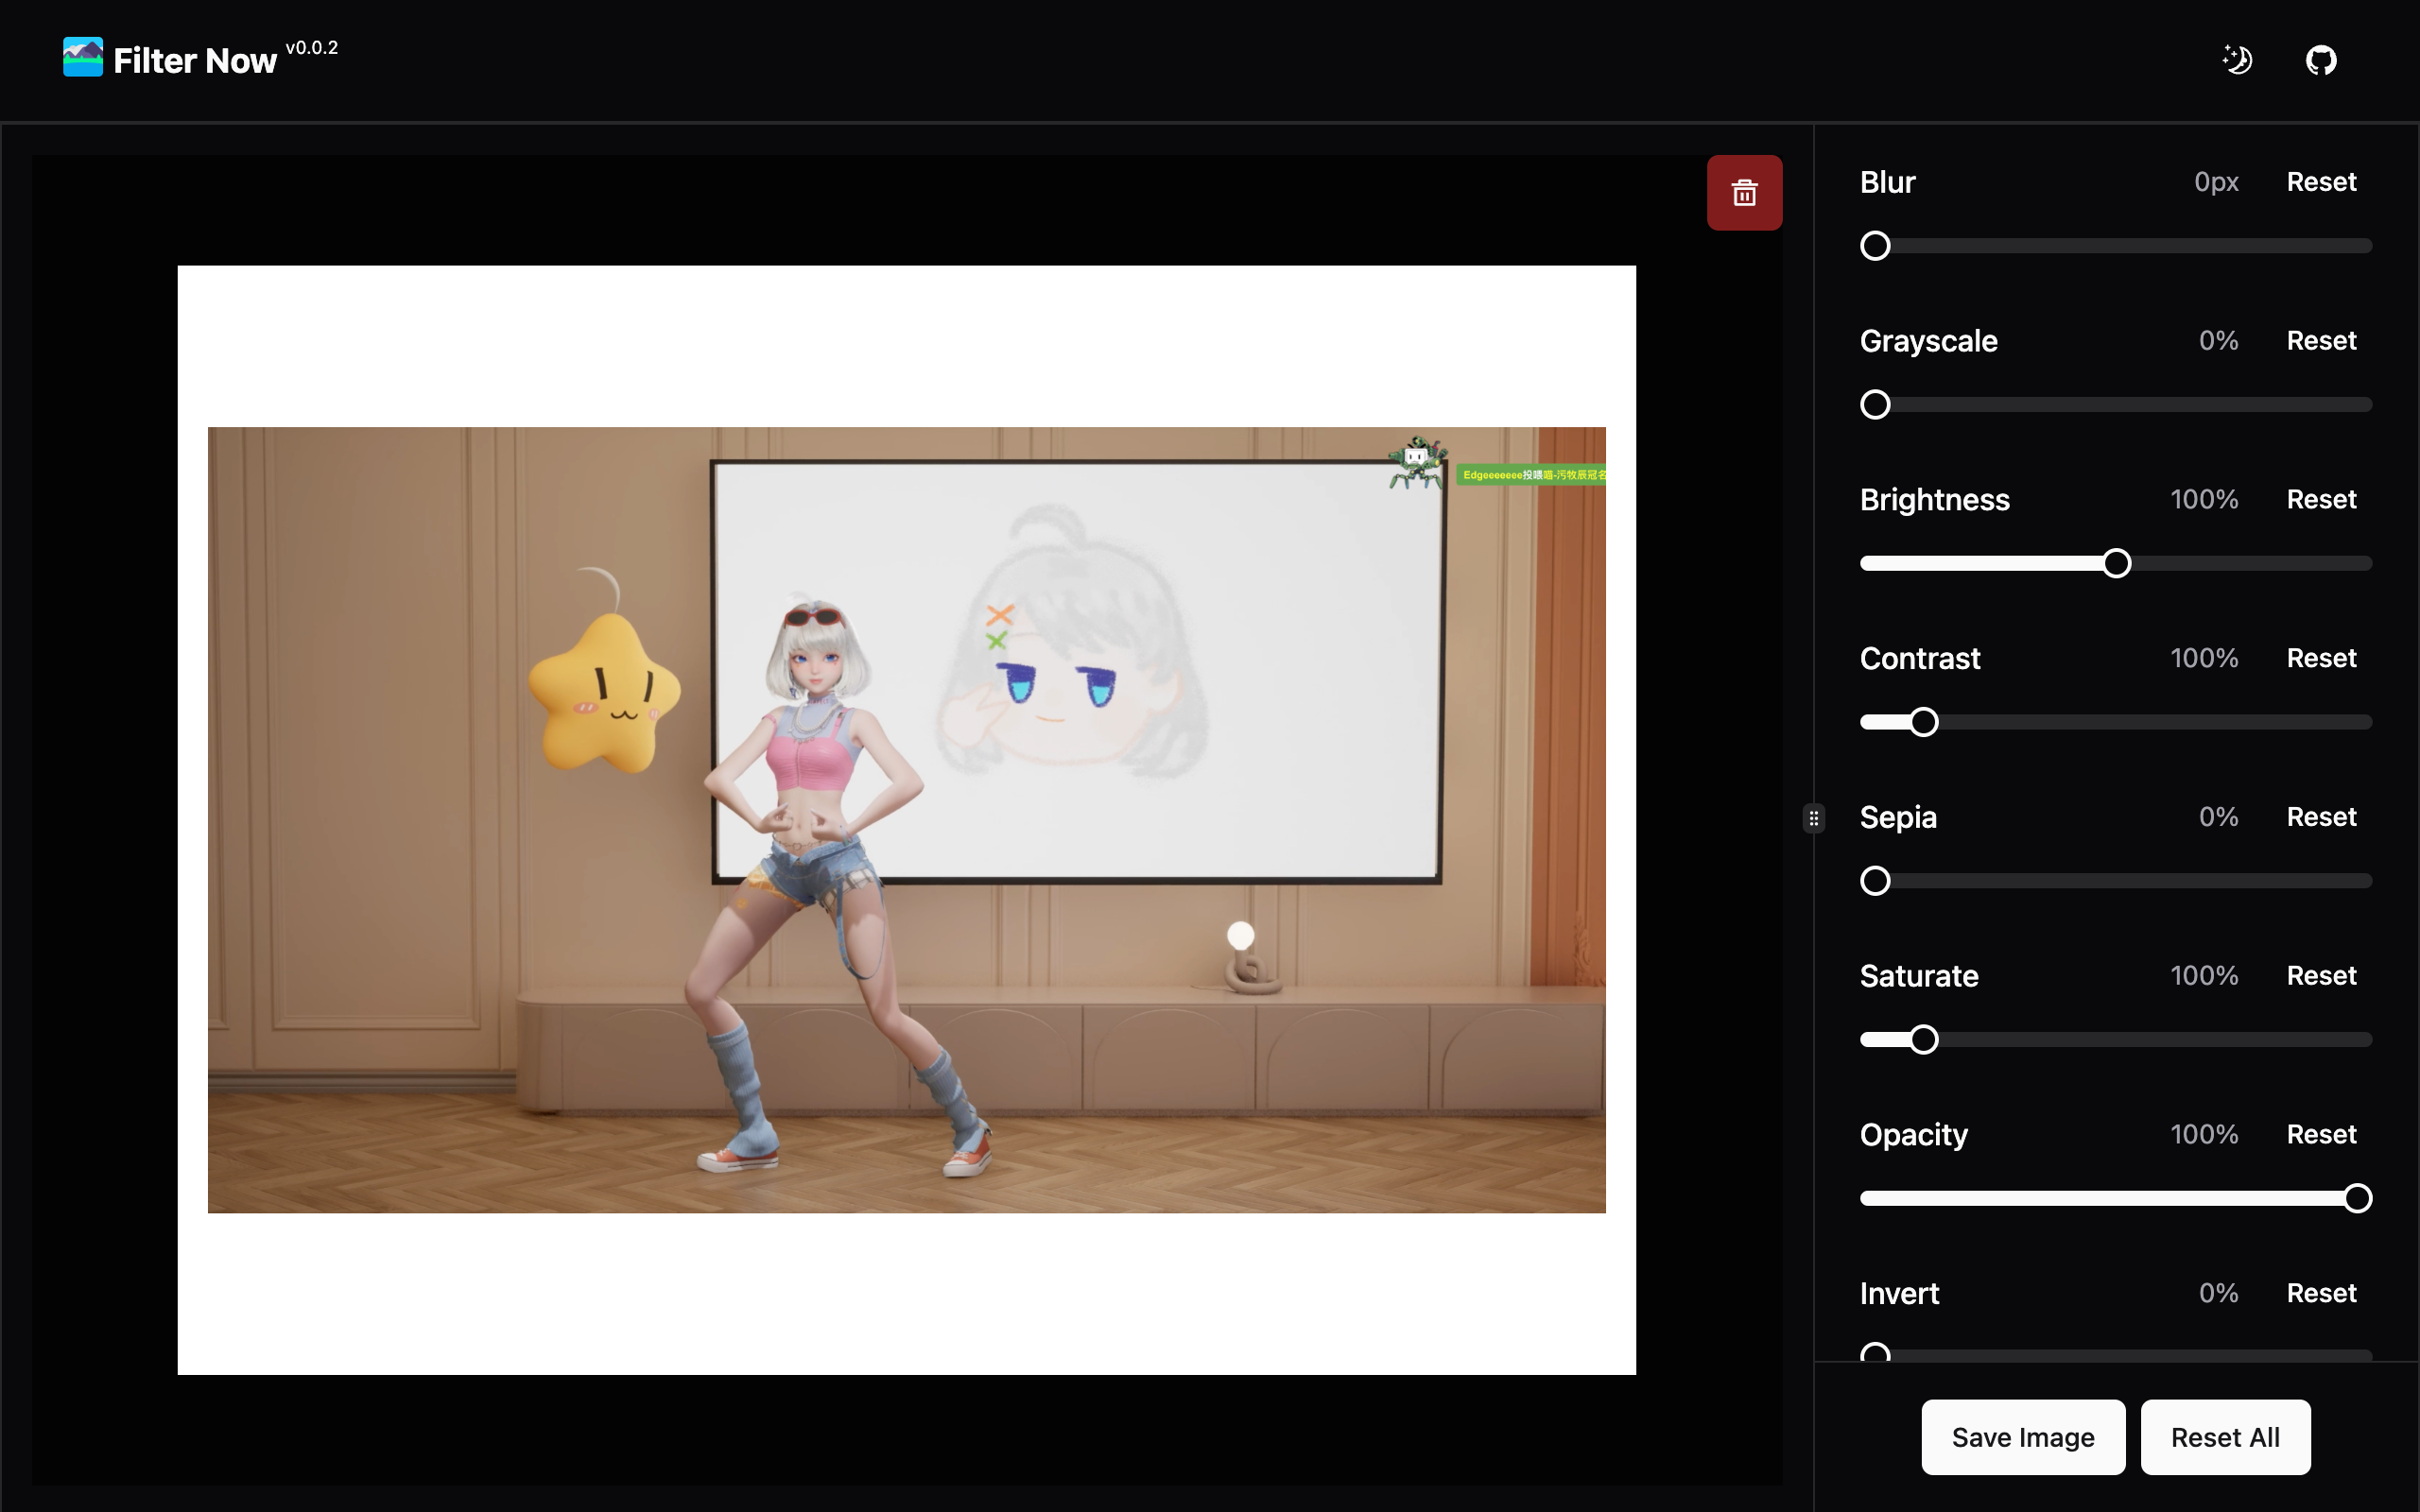 Filter Now v0.0.2
Edgeeeeeee投喂喵-污牧辰冠名
Blur 0px Reset
Grayscale 0% Reset
Brightness 100% Reset
Contrast 100% Reset
Sepia 0% Reset
Saturate 100% Reset
Opacity 100% Reset
Invert 0% Reset
Save Image Reset All